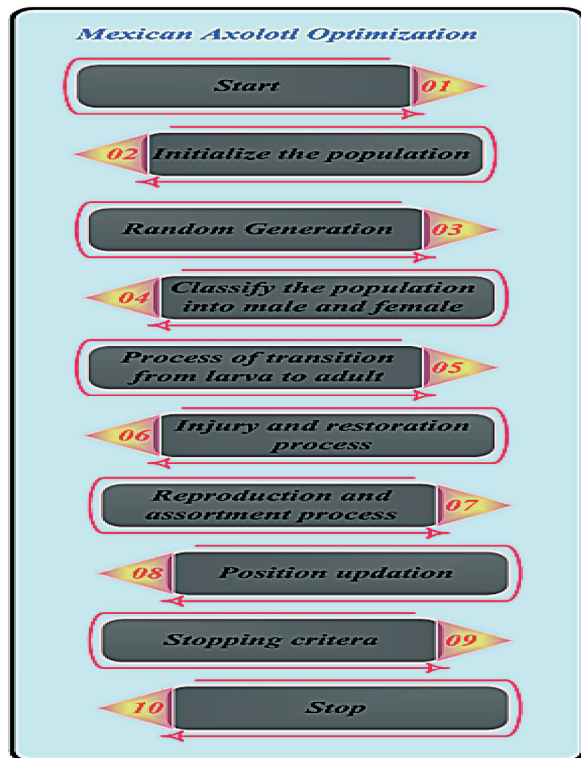 Mexican Axolotl Optimization
Start 01
02 Initialize the population
Random Generation 03
04 Classify the population
into male and female
Process of transition
from larva to adult 05
06 Injury and restoration
process
Reproduction and
assortment process 07
08 Position updation
Stopping critera 09
10 Stop